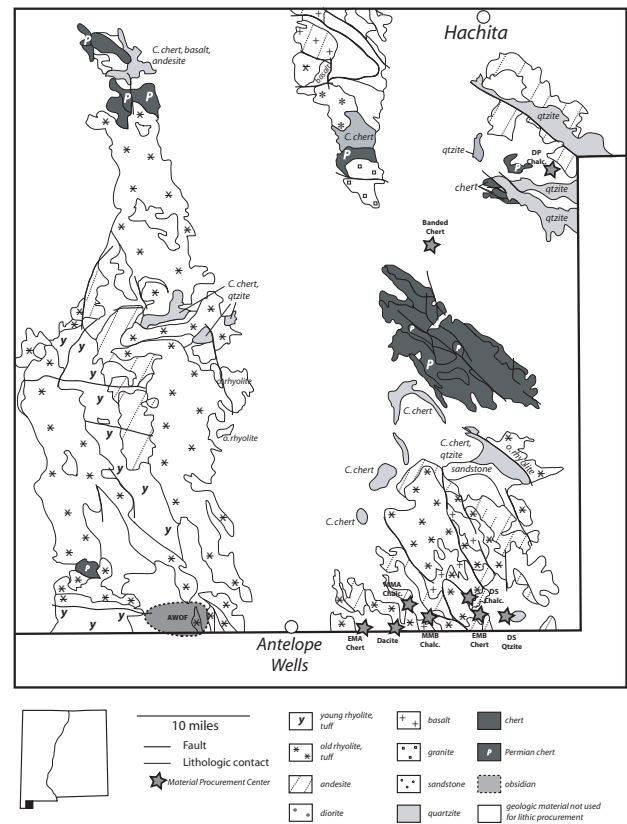 Hachita
P
C. chert, basalt,
andesite
P
P
basalt
C. chert
P
qtzite
qtzite
DP
Chalc.
P
chert
qtzite
qtzite
Banded
Chert
C. chert,
qtzite
y
y
y
y
y
y
y
y
o.rhyolite
o.rhyolite
P
P
P
C. chert
C. chert,
qtzite
o. rhyolite
sandstone
C. chert
C. chert
P
y
y
y
AWOF
MMA
Chalc.
DS
Chalc.
EMA
Chert
Dacite
MMB
Chalc.
EMB
Chert
DS
Qtzite
Antelope
Wells
10 miles
Fault
Lithologic contact
Material Procurement Center
y
young rhyolite,
tuff
old rhyolite,
tuff
andesite
diorite
basalt
granite
sandstone
quartzite
chert
P
Permian chert
obsidian
geologic material not used
for lithic procurement